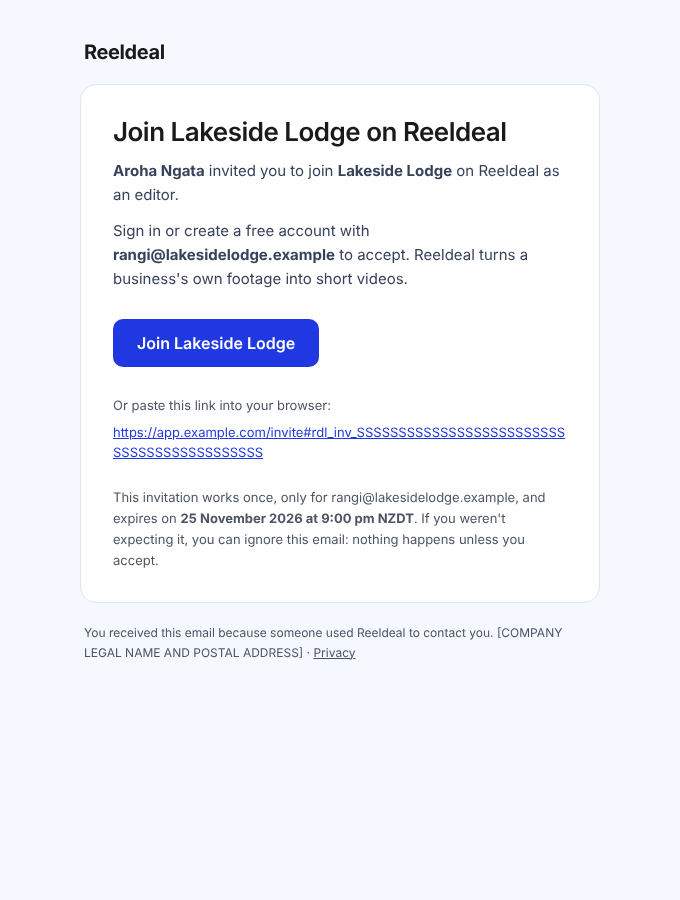 Reeldeal
Join Lakeside Lodge on Reeldeal
Aroha Ngata invited you to join Lakeside Lodge on Reeldeal as
an editor.
Sign in or create a free account with
rangi@lakesidelodge.example to accept. Reeldeal turns a
business's own footage into short videos.
Join Lakeside Lodge
Or paste this link into your browser:
https://app.example.com/invite#rdl_inv_SSSSSSSSSSSSSSSSSSSSSSSSS
SSSSSSSSSSSSSSSSSS
This invitation works once, only for rangi@lakesidelodge.example, and
expires on 25 November 2026 at 9:00 pm NZDT. If you weren't
expecting it, you can ignore this email: nothing happens unless you
accept.
You received this email because someone used Reeldeal to contact you. [COMPANY
LEGAL NAME AND POSTAL ADDRESS] · Privacy